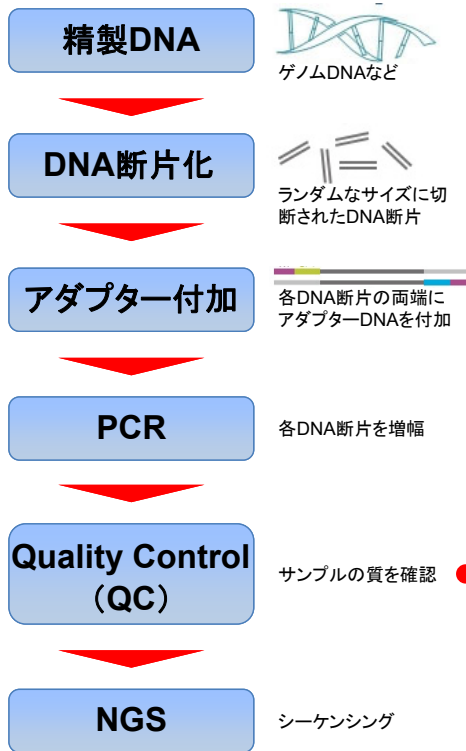 精製DNA
ゲノムDNAなど
DNA断片化
ランダムなサイズに切
断されたDNA断片
アダプター付加
各DNA断片の両端に
アダプターDNAを付加
PCR
各DNA断片を増幅
Quality Control
（QC）
サンプルの質を確認
NGS
シーケンシング